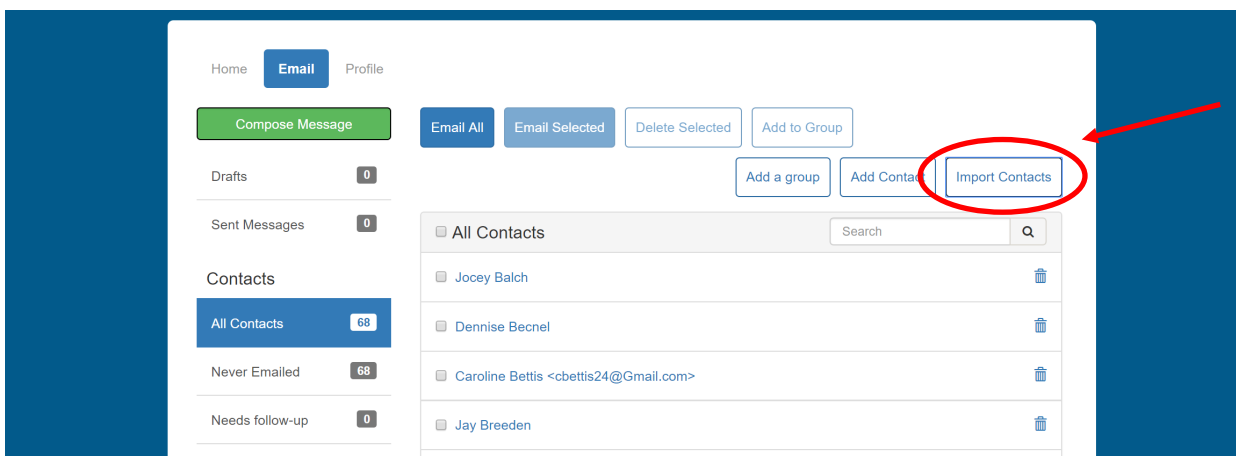 Home Email Profile
Compose Message
Email All Email Selected Delete Selected Add to Group
Drafts 0
Add a group Add Contact Import Contacts
Sent Messages 0
All Contacts Search
Contacts
Jocey Balch
All Contacts 68
Dennise Becnel
Never Emailed 68
Caroline Bettis <cbettis24@Gmail.com>
Needs follow-up 0
Jay Breeden